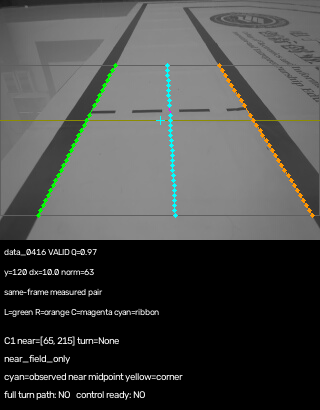 data_0416 VALID Q=0.97
y=120 dx=10.0 norm=63
same-frame measured pair
L=green R=orange C=magenta cyan=ribbon
C1 near=[65, 215] turn=None
near_field_only
cyan=observed near midpoint yellow=corner
full turn path: NO control ready: NO